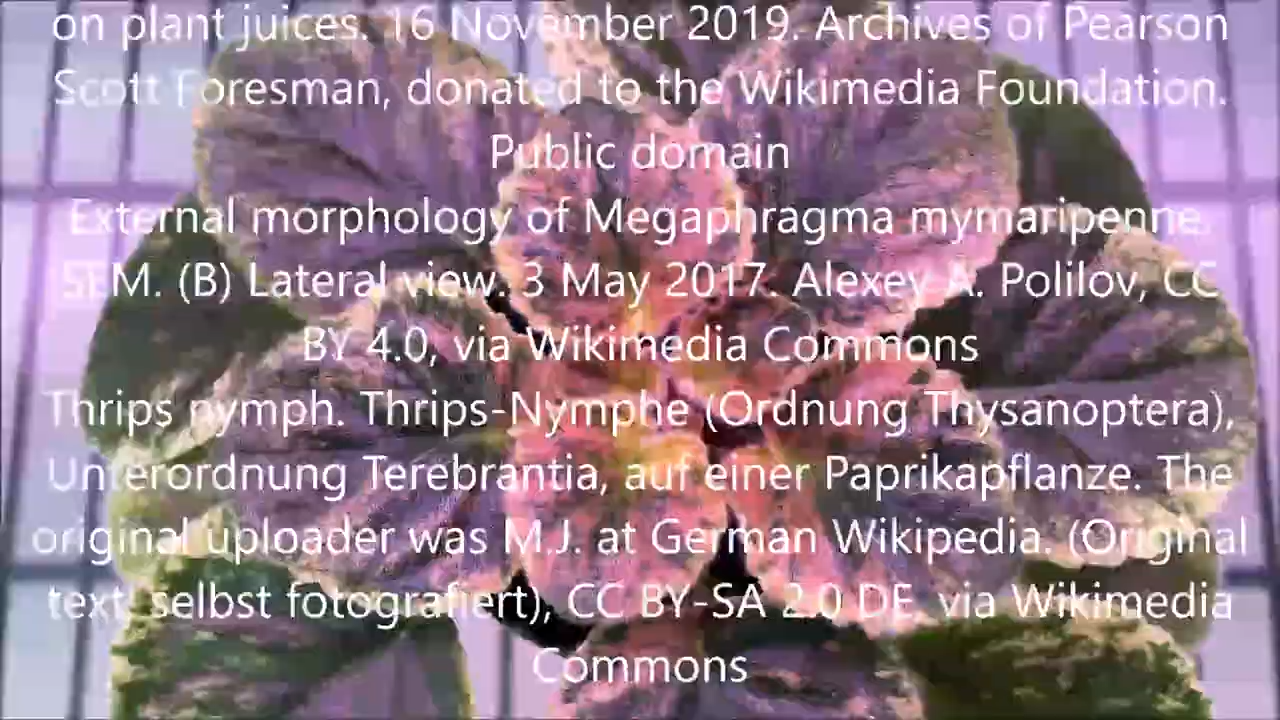 on plant juices. 16 November 2019. Archives of Pearson
Scott Foresman, donated to the Wikimedia Foundation.
Public domain
External morphology of Megaphragma mymaripenne.
SEM. (B) Lateral view. 3 May 2017. Alexey A. Polilov, CC
BY 4.0, via Wikimedia Commons
Thrips nymph. Thrips-Nymphe (Ordnung Thysanoptera),
Unterordnung Terebrantia, auf einer Paprikapflanze. The
original uploader was M.J. at German Wikipedia. (Original
text: selbst fotografiert), CC BY-SA 2.0 DE, via Wikimedia
Commons